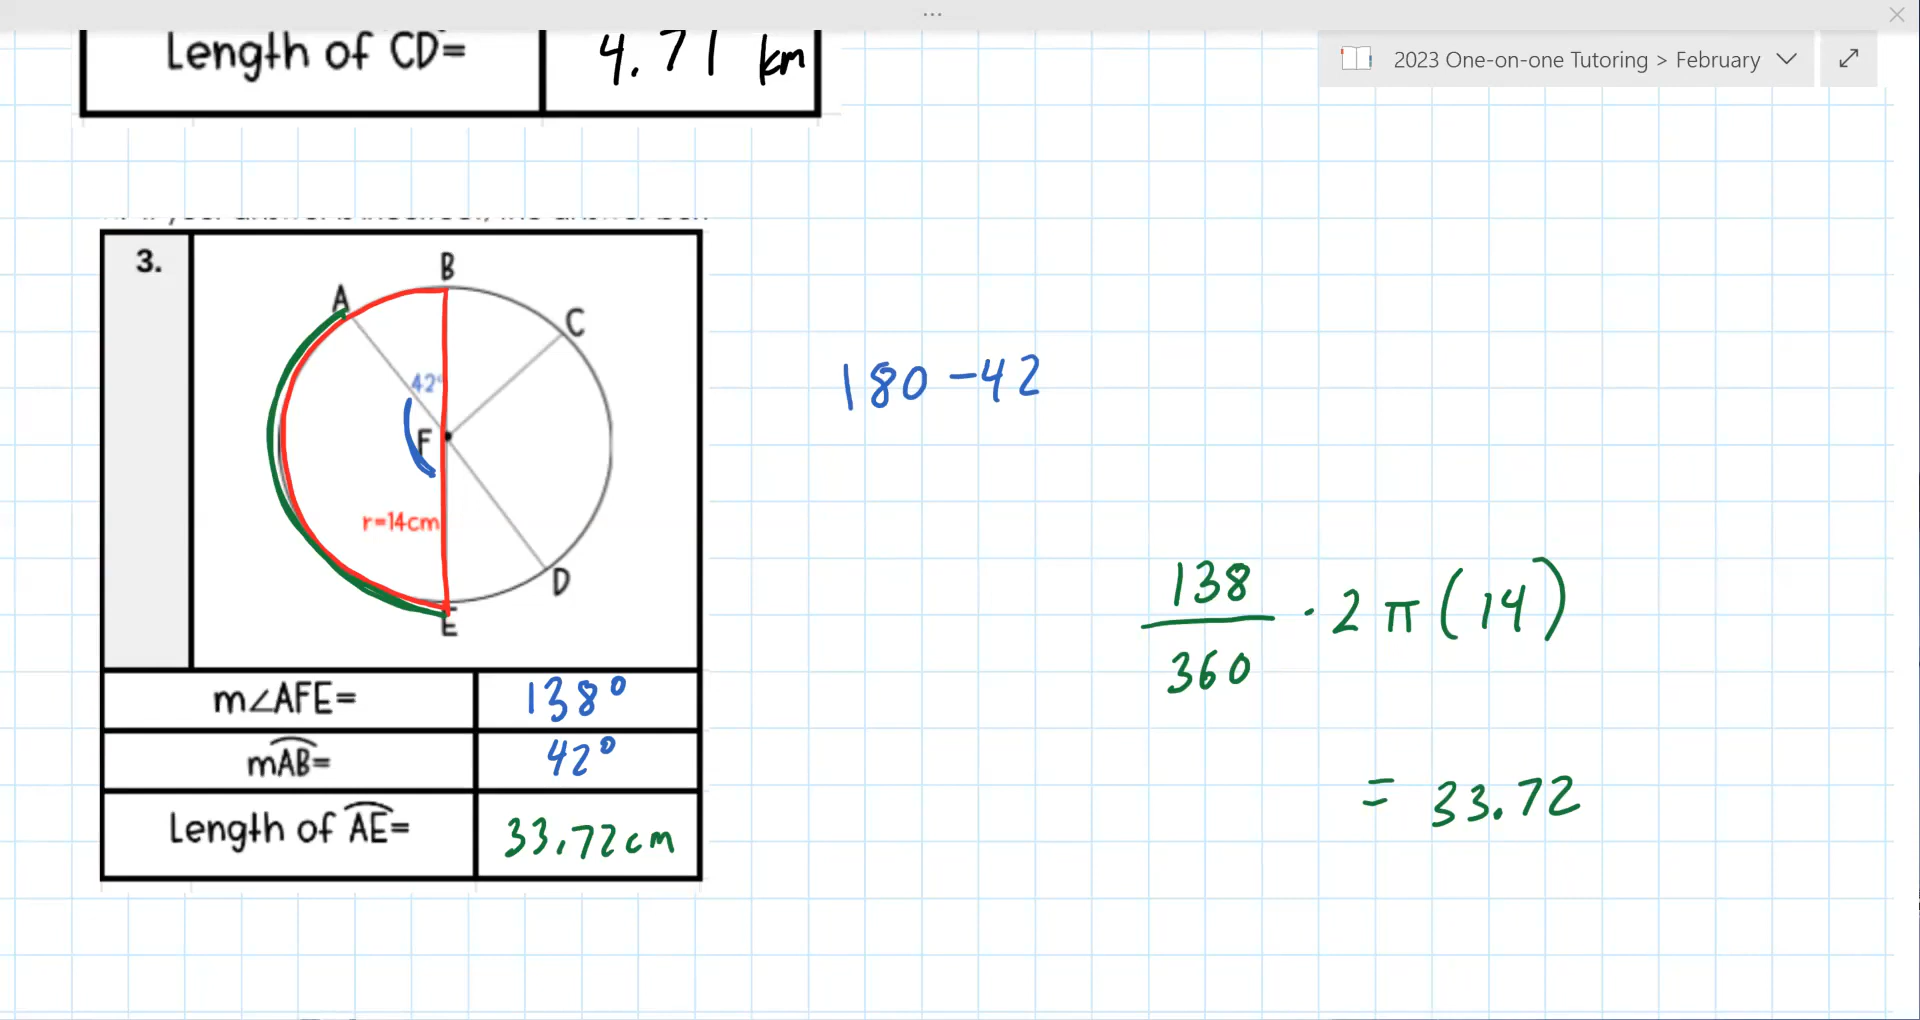 ...
2023 One-on-one Tutoring > February
Length of CD= 4.71 km
3.
B
A
C
42°
F
r=14cm
D
E
180-42
138/360 · 2π(14)
= 33.72
m∠AFE= 138°
mAB= 42°
Length of AE= 33.72cm